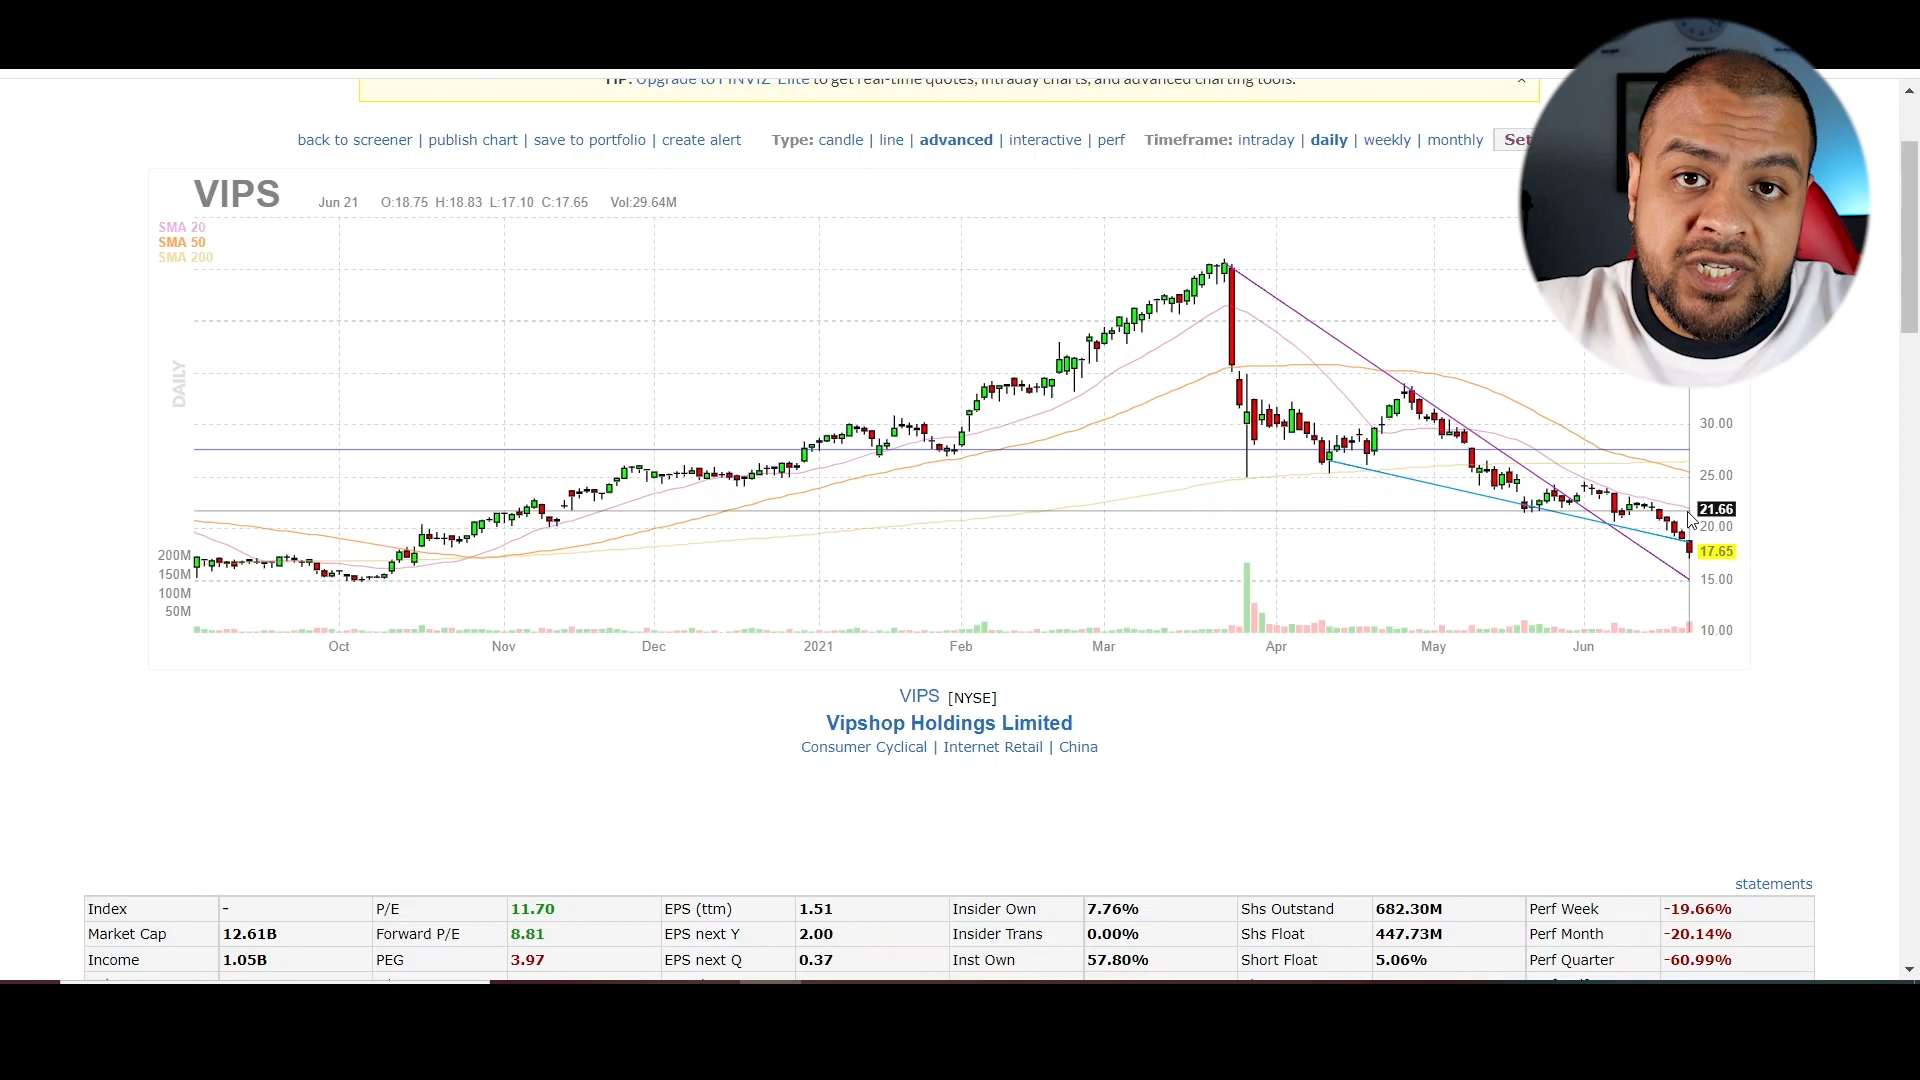 TIP: Upgrade to FINVIZ*Elite to get real-time quotes, intraday charts, and advanced charting tools.
back to screener | publish chart | save to portfolio | create alert Type: candle | line | advanced | interactive | perf Timeframe: intraday | daily | weekly | monthly Set
VIPS Jun 21 O:18.75 H:18.83 L:17.10 C:17.65 Vol:29.64M
SMA 20
SMA 50
SMA 200
DAILY
30.00
25.00
21.66
20.00
17.65
15.00
10.00
200M
150M
100M
50M
Oct Nov Dec 2021 Feb Mar Apr May Jun
VIPS [NYSE]
Vipshop Holdings Limited
Consumer Cyclical | Internet Retail | China
statements
Index - P/E 11.70 EPS (ttm) 1.51 Insider Own 7.76% Shs Outstand 682.30M Perf Week -19.66%
Market Cap 12.61B Forward P/E 8.81 EPS next Y 2.00 Insider Trans 0.00% Shs Float 447.73M Perf Month -20.14%
Income 1.05B PEG 3.97 EPS next Q 0.37 Inst Own 57.80% Short Float 5.06% Perf Quarter -60.99%